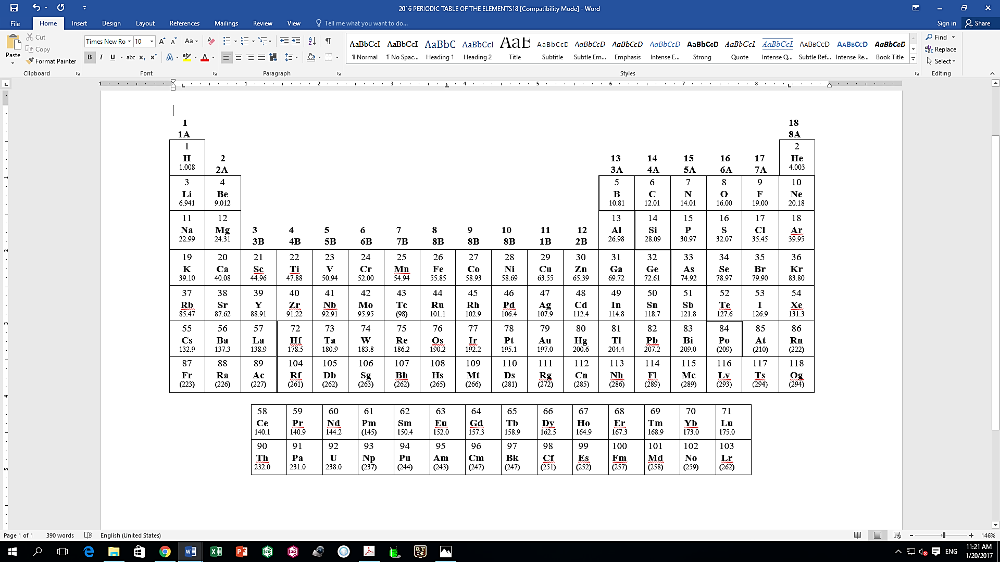 2016 PERIODIC TABLE OF THE ELEMENTS18 [Compatibility Mode] - Word
File Home Insert Design Layout References Mailings Review View Tell me what you want to do... Sign in Share
Paste
Cut
Copy
Format Painter
Clipboard
Times New Ro 10
Font
Paragraph
AaBbCcI AaBbCcI AaBbC AaBbCcI AaB AaBbCcD AaBbCcD AaBbCcD AaBbCcD AaBbCcD AaBbCcL AaBbCcI AaBbCcD AaBbCcD AaBbCcD
¶ Normal ¶ No Spac... Heading 1 Heading 2 Title Subtitle Subtle Em... Emphasis Intense E... Strong Quote Intense Q... Subtle Ref... Intense Re... Book Title
Styles
Find
Replace
Select
Editing
1 1 2 3 4 5 6 7 8
1 18
1A 8A
1 2
H 2 13 14 15 16 17 He
1.008 2A 3A 4A 5A 6A 7A 4.003
3 4 5 6 7 8 9 10
Li Be B C N O F Ne
6.941 9.012 10.81 12.01 14.01 16.00 19.00 20.18
11 12 13 14 15 16 17 18
Na Mg 3 4 5 6 7 8 9 10 11 12 Al Si P S Cl Ar
22.99 24.31 3B 4B 5B 6B 7B 8B 8B 8B 1B 2B 26.98 28.09 30.97 32.07 35.45 39.95
19 20 21 22 23 24 25 26 27 28 29 30 31 32 33 34 35 36
K Ca Sc Ti V Cr Mn Fe Co Ni Cu Zn Ga Ge As Se Br Kr
39.10 40.08 44.96 47.88 50.94 52.00 54.94 55.85 58.93 58.69 63.55 65.39 69.72 72.61 74.92 78.97 79.90 83.80
37 38 39 40 41 42 43 44 45 46 47 48 49 50 51 52 53 54
Rb Sr Y Zr Nb Mo Tc Ru Rh Pd Ag Cd In Sn Sb Te I Xe
85.47 87.62 88.91 91.22 92.91 95.95 (98) 101.1 102.9 106.4 107.9 112.4 114.8 118.7 121.8 127.6 126.9 131.3
55 56 57 72 73 74 75 76 77 78 79 80 81 82 83 84 85 86
Cs Ba La Hf Ta W Re Os Ir Pt Au Hg Tl Pb Bi Po At Rn
132.9 137.3 138.9 178.5 180.9 183.8 186.2 190.2 192.2 195.1 197.0 200.6 204.4 207.2 209.0 (209) (210) (222)
87 88 89 104 105 106 107 108 109 110 111 112 113 114 115 116 117 118
Fr Ra Ac Rf Db Sg Bh Hs Mt Ds Rg Cn Nh Fl Mc Lv Ts Og
(223) (226) (227) (261) (262) (263) (262) (265) (266) (281) (272) (285) (286) (289) (289) (293) (294) (294)
58 59 60 61 62 63 64 65 66 67 68 69 70 71
Ce Pr Nd Pm Sm Eu Gd Tb Dy Ho Er Tm Yb Lu
140.1 140.9 144.2 (145) 150.4 152.0 157.3 158.9 162.5 164.9 167.3 168.9 173.0 175.0
90 91 92 93 94 95 96 97 98 99 100 101 102 103
Th Pa U Np Pu Am Cm Bk Cf Es Fm Md No Lr
232.0 231.0 238.0 (237) (244) (243) (247) (247) (251) (252) (257) (258) (259) (262)
Page 1 of 1 390 words English (United States) 146%
ENG 11:21 AM
1/20/2017